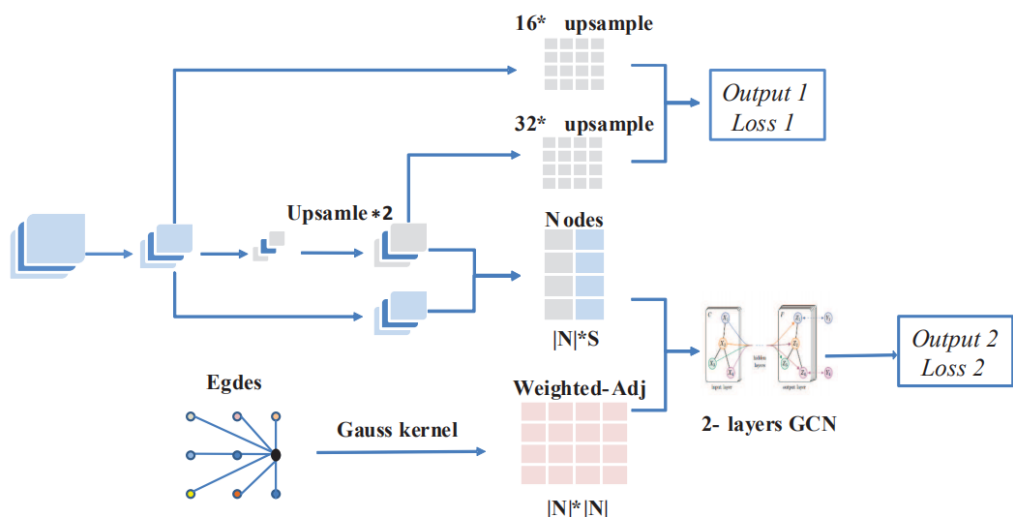 16* upsample
Output 1
Loss 1
32* upsample
Upsamle*2
Nodes
|N|*S
Output 2
Loss 2
Egdes
Weighted-Adj
Gauss kernel
2- layers GCN
|N|*|N|